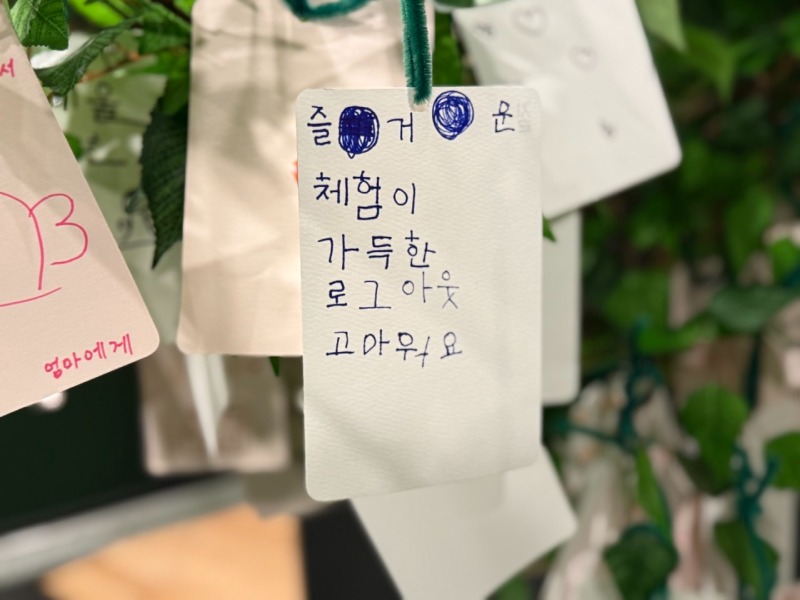 즐거운
체험이
가득한
로그아웃
고마워요
엄마에게